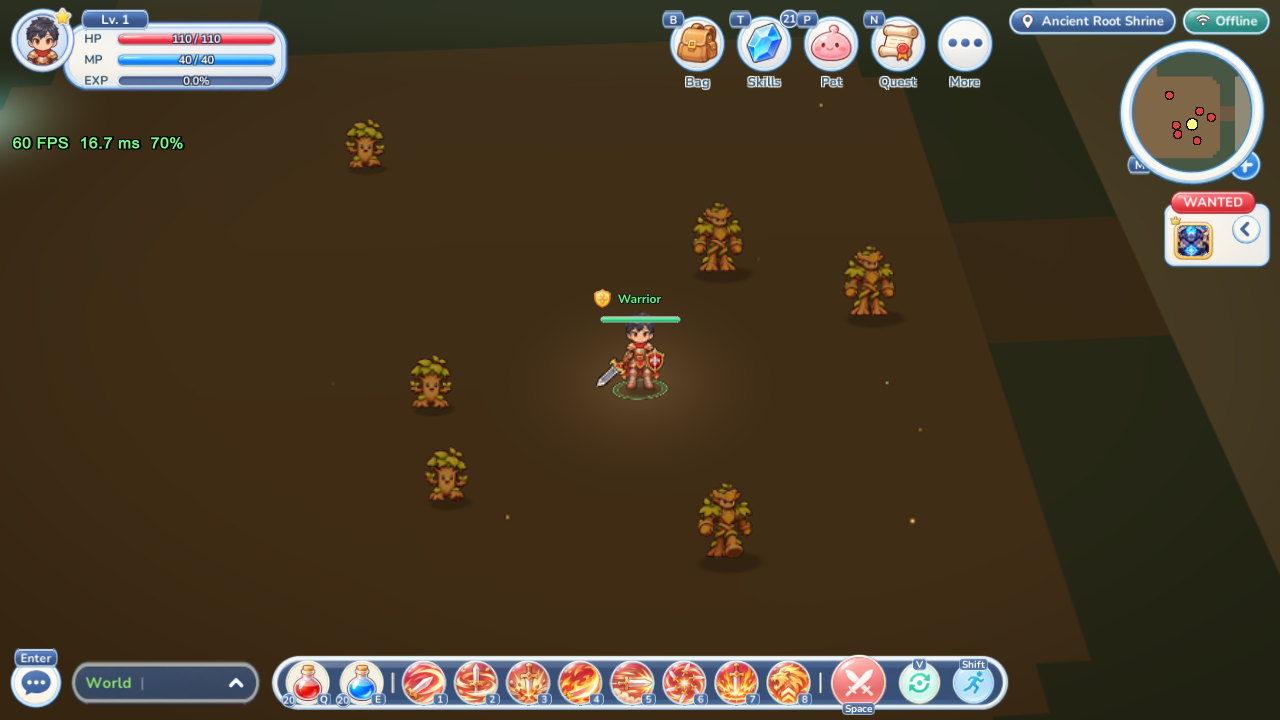 Lv. 1
HP 110 / 110
MP 40 / 40
EXP 0.0%
60 FPS 16.7 ms 70%
B T 21 P N
Bag Skills Pet Quest More
Ancient Root Shrine
Offline
M
WANTED
Warrior
Enter
World
20 Q 20 E 1 2 3 4 5 6 7 8
Space
V
Shift